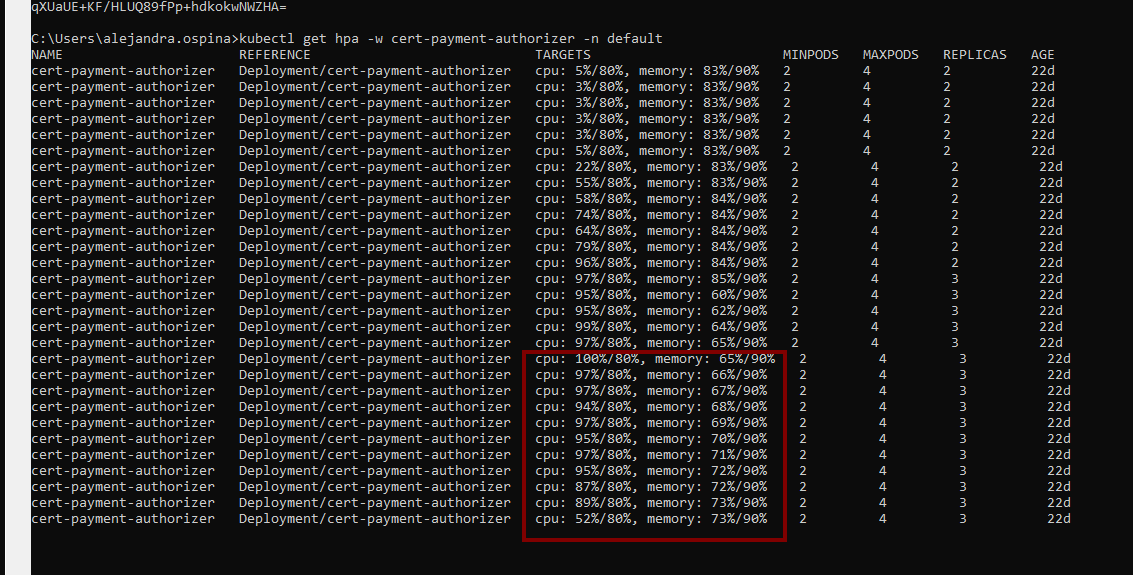 qXUaUE+KF/HLUQ89fPp+hdkokwNWZHA=
C:\Users\alejandra.ospina>kubectl get hpa -w cert-payment-authorizer -n default
NAME REFERENCE TARGETS MINPODS MAXPODS REPLICAS AGE
cert-payment-authorizer Deployment/cert-payment-authorizer cpu: 5%/80%, memory: 83%/90% 2 4 2 22d
cert-payment-authorizer Deployment/cert-payment-authorizer cpu: 3%/80%, memory: 83%/90% 2 4 2 22d
cert-payment-authorizer Deployment/cert-payment-authorizer cpu: 3%/80%, memory: 83%/90% 2 4 2 22d
cert-payment-authorizer Deployment/cert-payment-authorizer cpu: 3%/80%, memory: 83%/90% 2 4 2 22d
cert-payment-authorizer Deployment/cert-payment-authorizer cpu: 3%/80%, memory: 83%/90% 2 4 2 22d
cert-payment-authorizer Deployment/cert-payment-authorizer cpu: 5%/80%, memory: 83%/90% 2 4 2 22d
cert-payment-authorizer Deployment/cert-payment-authorizer cpu: 22%/80%, memory: 83%/90% 2 4 2 22d
cert-payment-authorizer Deployment/cert-payment-authorizer cpu: 55%/80%, memory: 83%/90% 2 4 2 22d
cert-payment-authorizer Deployment/cert-payment-authorizer cpu: 58%/80%, memory: 84%/90% 2 4 2 22d
cert-payment-authorizer Deployment/cert-payment-authorizer cpu: 74%/80%, memory: 84%/90% 2 4 2 22d
cert-payment-authorizer Deployment/cert-payment-authorizer cpu: 64%/80%, memory: 84%/90% 2 4 2 22d
cert-payment-authorizer Deployment/cert-payment-authorizer cpu: 79%/80%, memory: 84%/90% 2 4 2 22d
cert-payment-authorizer Deployment/cert-payment-authorizer cpu: 96%/80%, memory: 84%/90% 2 4 2 22d
cert-payment-authorizer Deployment/cert-payment-authorizer cpu: 97%/80%, memory: 85%/90% 2 4 3 22d
cert-payment-authorizer Deployment/cert-payment-authorizer cpu: 95%/80%, memory: 60%/90% 2 4 3 22d
cert-payment-authorizer Deployment/cert-payment-authorizer cpu: 95%/80%, memory: 62%/90% 2 4 3 22d
cert-payment-authorizer Deployment/cert-payment-authorizer cpu: 99%/80%, memory: 64%/90% 2 4 3 22d
cert-payment-authorizer Deployment/cert-payment-authorizer cpu: 97%/80%, memory: 65%/90% 2 4 3 22d
cert-payment-authorizer Deployment/cert-payment-authorizer cpu: 100%/80%, memory: 65%/90% 2 4 3 22d
cert-payment-authorizer Deployment/cert-payment-authorizer cpu: 97%/80%, memory: 66%/90% 2 4 3 22d
cert-payment-authorizer Deployment/cert-payment-authorizer cpu: 97%/80%, memory: 67%/90% 2 4 3 22d
cert-payment-authorizer Deployment/cert-payment-authorizer cpu: 94%/80%, memory: 68%/90% 2 4 3 22d
cert-payment-authorizer Deployment/cert-payment-authorizer cpu: 97%/80%, memory: 69%/90% 2 4 3 22d
cert-payment-authorizer Deployment/cert-payment-authorizer cpu: 95%/80%, memory: 70%/90% 2 4 3 22d
cert-payment-authorizer Deployment/cert-payment-authorizer cpu: 97%/80%, memory: 71%/90% 2 4 3 22d
cert-payment-authorizer Deployment/cert-payment-authorizer cpu: 95%/80%, memory: 72%/90% 2 4 3 22d
cert-payment-authorizer Deployment/cert-payment-authorizer cpu: 87%/80%, memory: 72%/90% 2 4 3 22d
cert-payment-authorizer Deployment/cert-payment-authorizer cpu: 89%/80%, memory: 73%/90% 2 4 3 22d
cert-payment-authorizer Deployment/cert-payment-authorizer cpu: 52%/80%, memory: 73%/90% 2 4 3 22d